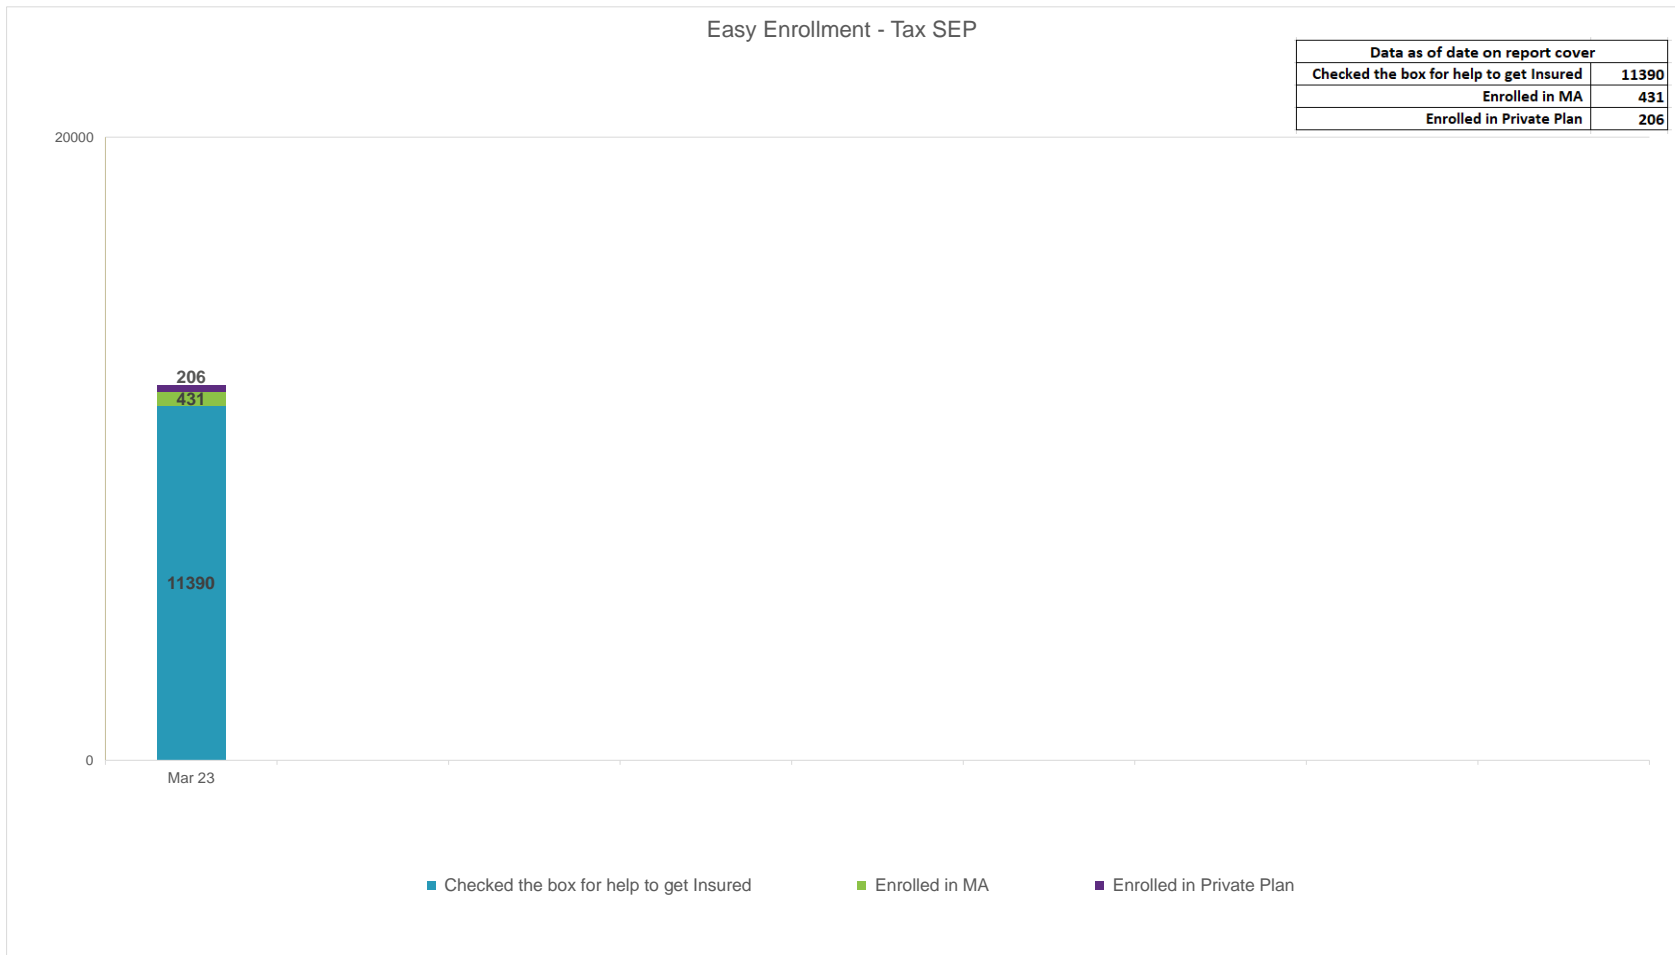 Easy Enrollment - Tax SEP
Data as of date on report cover
Checked the box for help to get Insured 11390
Enrolled in MA 431
Enrolled in Private Plan 206
20000
206
431
11390
0
Mar 23
Checked the box for help to get Insured Enrolled in MA Enrolled in Private Plan